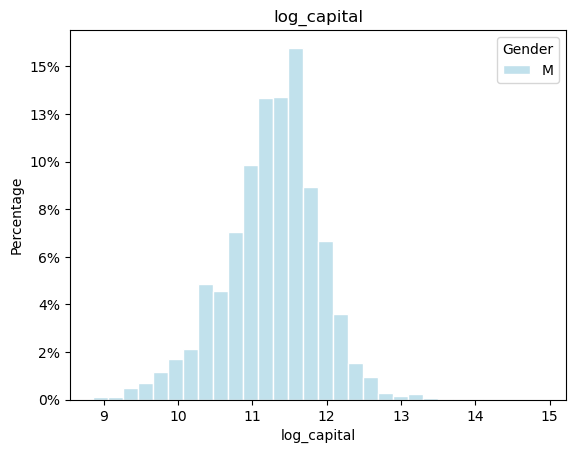 log_capital
Gender
M
15%
13%
10%
8%
6%
4%
2%
0%
Percentage
9 10 11 12 13 14 15
log_capital